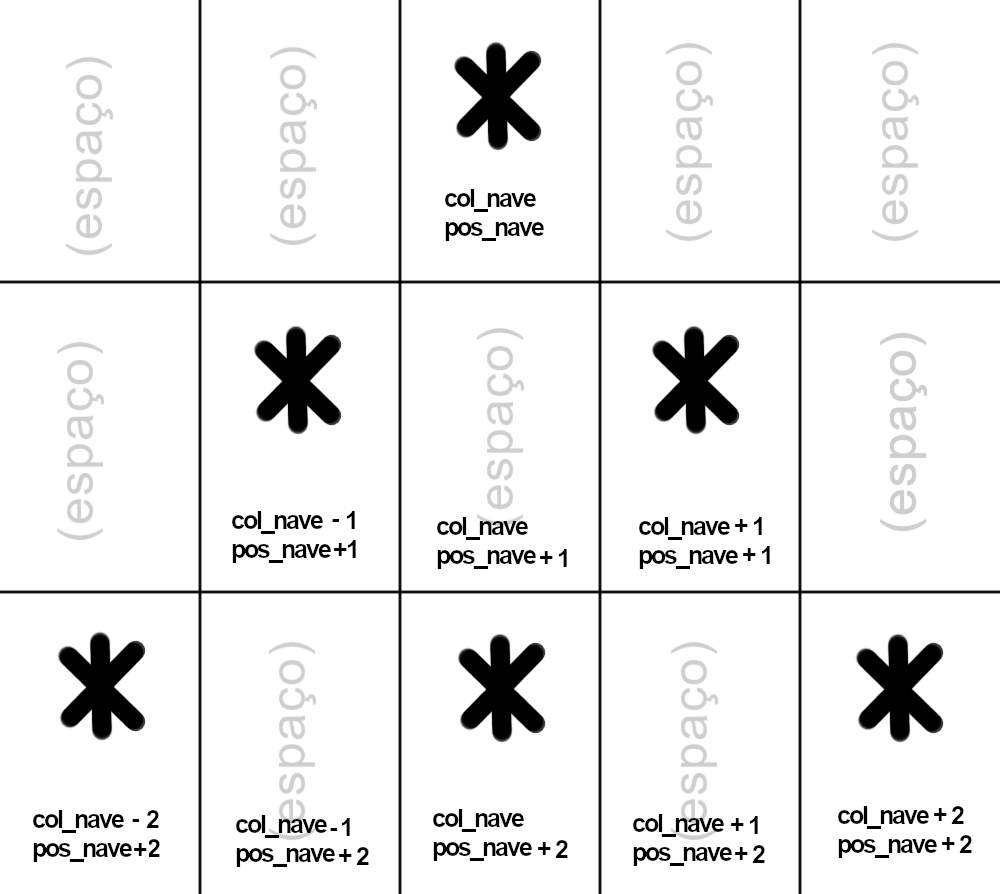 (espaço)
(espaço)
*
col_nave
pos_nave
(espaço)
(espaço)
(espaço)
*
col_nave - 1
pos_nave+1
(espaço)
col_nave
pos_nave + 1
*
col_nave + 1
pos_nave + 1
(espaço)
*
col_nave - 2
pos_nave+2
(espaço)
col_nave - 1
pos_nave + 2
*
col_nave
pos_nave + 2
(espaço)
col_nave + 1
pos_nave + 2
*
col_nave + 2
pos_nave + 2